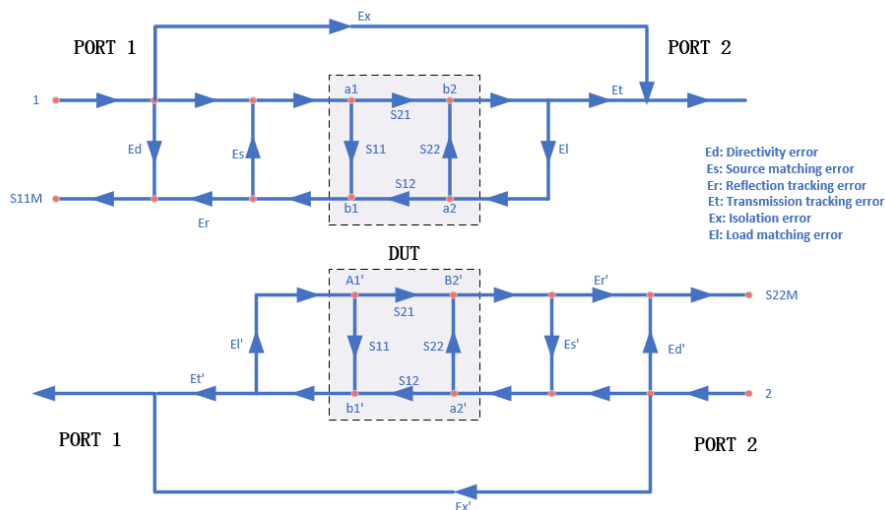 Ex
PORT 1
PORT 2
1
a1
b2
Et
S21
Ed
Es
S11
S22
El
S12
S11M
Er
b1
a2
Ed: Directivity error
Es: Source matching error
Er: Reflection tracking error
Et: Transmission tracking error
Ex: Isolation error
El: Load matching error
DUT
A1'
B2'
Er'
S22M
S21
El'
S11
S22
Es'
Ed'
Et'
S12
b1'
a2'
2
PORT 1
PORT 2
Ex'